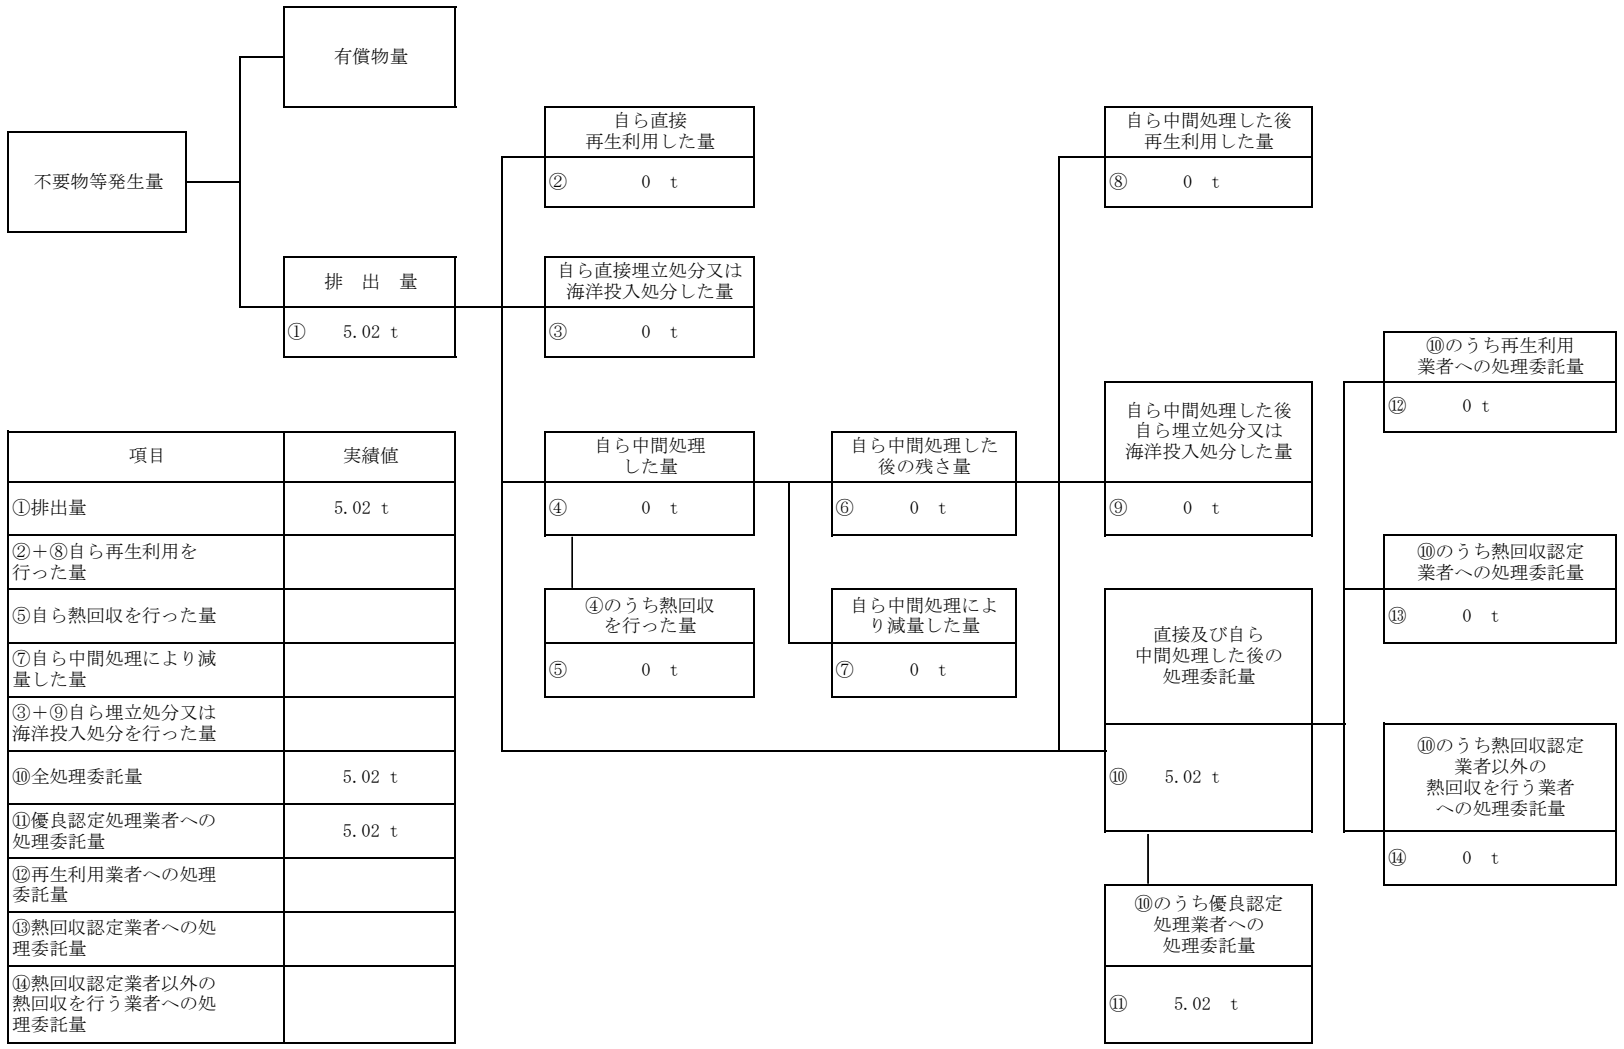 有償物量
不要物等発生量
排　出　量
① 5.02 t
自ら直接
再生利用した量
② 0 t
自ら直接埋立処分又は
海洋投入処分した量
③ 0 t
自ら中間処理
した量
④ 0 t
④のうち熱回収
を行った量
⑤ 0 t
自ら中間処理した
後の残さ量
⑥ 0 t
自ら中間処理によ
り減量した量
⑦ 0 t
自ら中間処理した後
再生利用した量
⑧ 0 t
自ら中間処理した後
自ら埋立処分又は
海洋投入処分した量
⑨ 0 t
直接及び自ら
中間処理した後の
処理委託量
⑩ 5.02 t
⑩のうち優良認定
処理業者への
処理委託量
⑪ 5.02 t
⑩のうち再生利用
業者への処理委託量
⑫ 0 t
⑩のうち熱回収認定
業者への処理委託量
⑬ 0 t
⑩のうち熱回収認定
業者以外の
熱回収を行う業者
への処理委託量
⑭ 0 t
項目 実績値
①排出量 5.02 t
②＋⑧自ら再生利用を
行った量
⑤自ら熱回収を行った量
⑦自ら中間処理により減
量した量
③＋⑨自ら埋立処分又は
海洋投入処分を行った量
⑩全処理委託量 5.02 t
⑪優良認定処理業者への
処理委託量 5.02 t
⑫再生利用業者への処理
委託量
⑬熱回収認定業者への処
理委託量
⑭熱回収認定業者以外の
熱回収を行う業者への処
理委託量